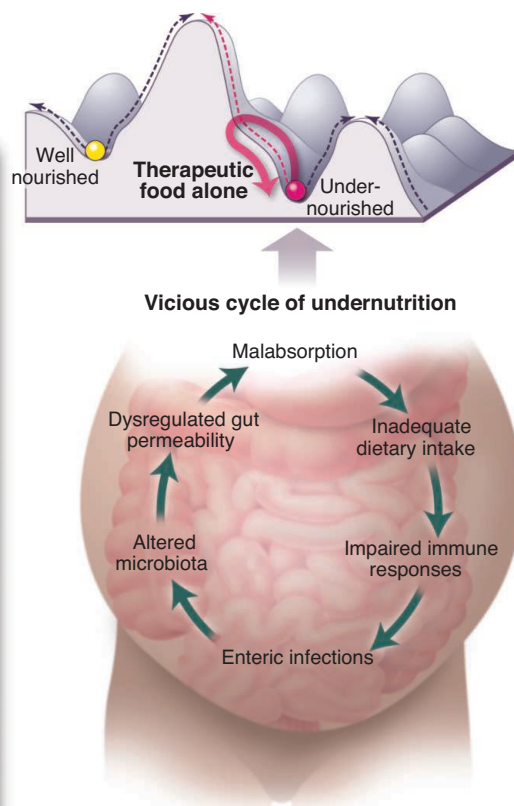 Well
nourished
Therapeutic
food alone
Under-
nourished
Vicious cycle of undernutrition
Malabsorption
Inadequate
dietary intake
Impaired immune
responses
Enteric infections
Altered
microbiota
Dysregulated gut
permeability